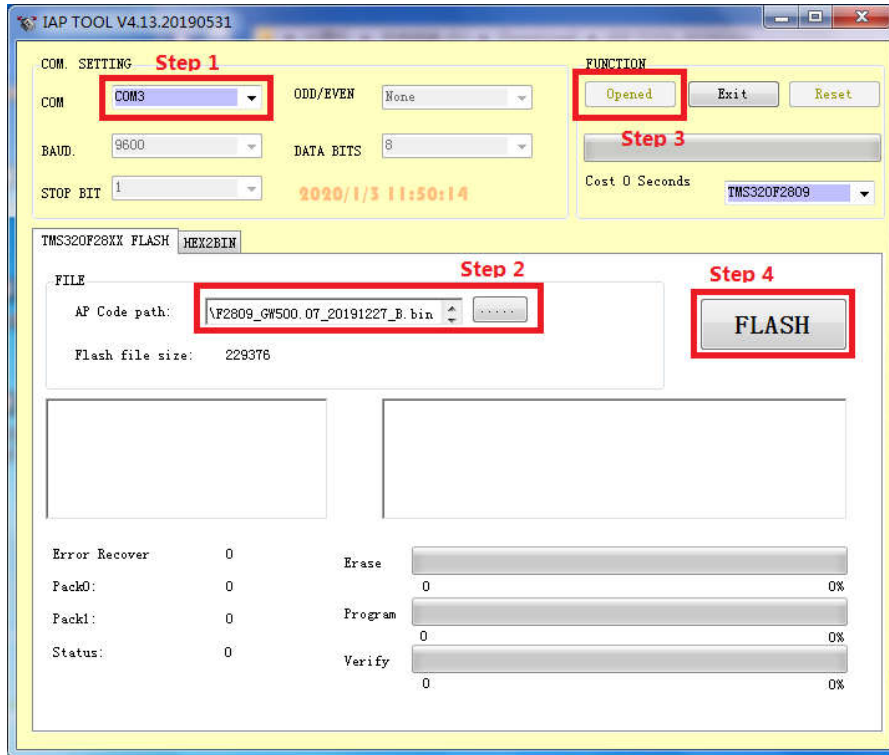 IAP TOOL V4.13.20190531
COM. SETTING
Step 1
COM
COM3
ODD/EVEN
None
BAUD.
9600
DATA BITS
8
STOP BIT
1
2020/1/3 11:50:14
FUNCTION
Opened
Exit
Reset
Step 3
Cost 0 Seconds
TMS320F2809
TMS320F28XX FLASH
HEX2BIN
Step 2
FILE
AP Code path:
\F2809_GW500.07_20191227_B.bin
.....
Flash file size:
229376
Step 4
FLASH
Error Recover
0
Pack0:
0
Pack1:
0
Status:
0
Erase
0
0%
Program
0
0%
Verify
0
0%